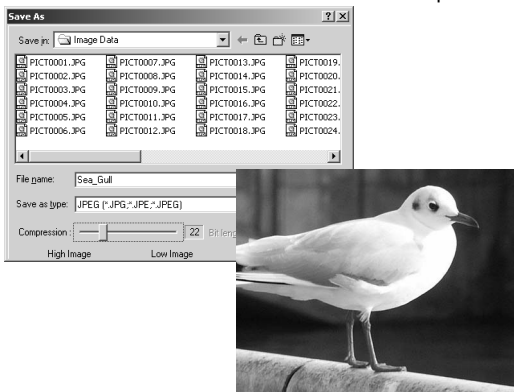 Save As
Save in: Image Data
PICT0001.JPG PICT0007.JPG PICT0013.JPG PICT0019.
PICT0002.JPG PICT0008.JPG PICT0014.JPG PICT0020.
PICT0003.JPG PICT0009.JPG PICT0015.JPG PICT0021.
PICT0004.JPG PICT0010.JPG PICT0016.JPG PICT0022.
PICT0005.JPG PICT0011.JPG PICT0017.JPG PICT0023.
PICT0006.JPG PICT0012.JPG PICT0018.JPG PICT0024.
File name: Sea_Gull
Save as type: JPEG (*.JPG;*.JPE;*.JPEG)
Compression : 22 Bit leng
High Image Low Image